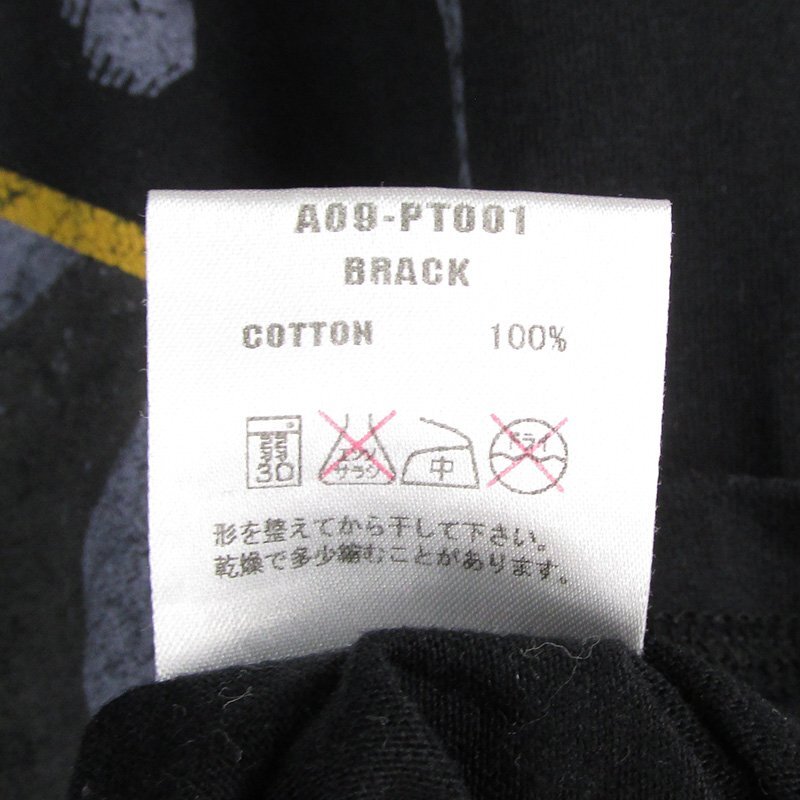 A09-PT001
BRACK
COTTON 100%
エンソ
サラシ
中
ドライ
形を整えてから干して下さい。
乾燥で多少縮むことがあります。